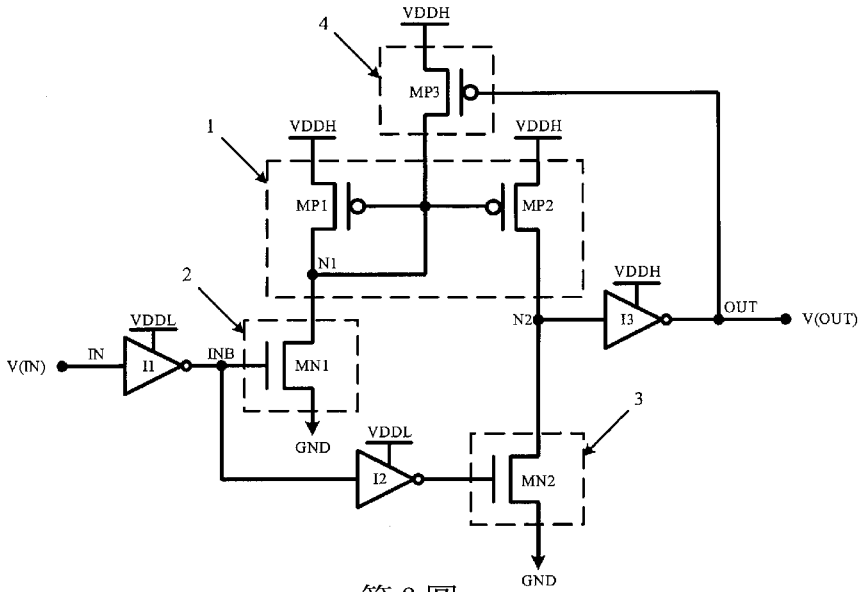 4
VDDH
MP3
1
VDDH
VDDH
MP1
MP2
N1
2
VDDH
VDDL
N2
I3
OUT
V(OUT)
V(IN)
IN
I1
INB
MN1
3
GND
VDDL
I2
MN2
GND